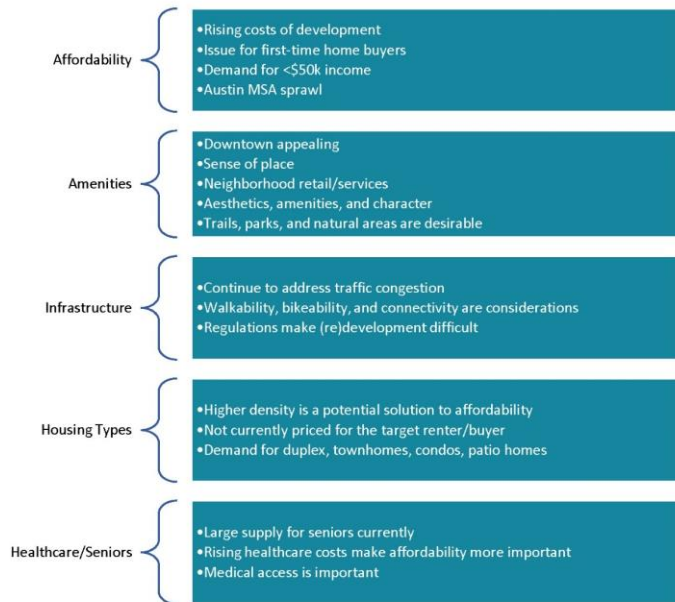 Affordability
•Rising costs of development
•Issue for first-time home buyers
•Demand for <$50k income
•Austin MSA sprawl
Amenities
•Downtown appealing
•Sense of place
•Neighborhood retail/services
•Aesthetics, amenities, and character
•Trails, parks, and natural areas are desirable
Infrastructure
•Continue to address traffic congestion
•Walkability, bikeability, and connectivity are considerations
•Regulations make (re)development difficult
Housing Types
•Higher density is a potential solution to affordability
•Not currently priced for the target renter/buyer
•Demand for duplex, townhomes, condos, patio homes
Healthcare/Seniors
•Large supply for seniors currently
•Rising healthcare costs make affordability more important
•Medical access is important